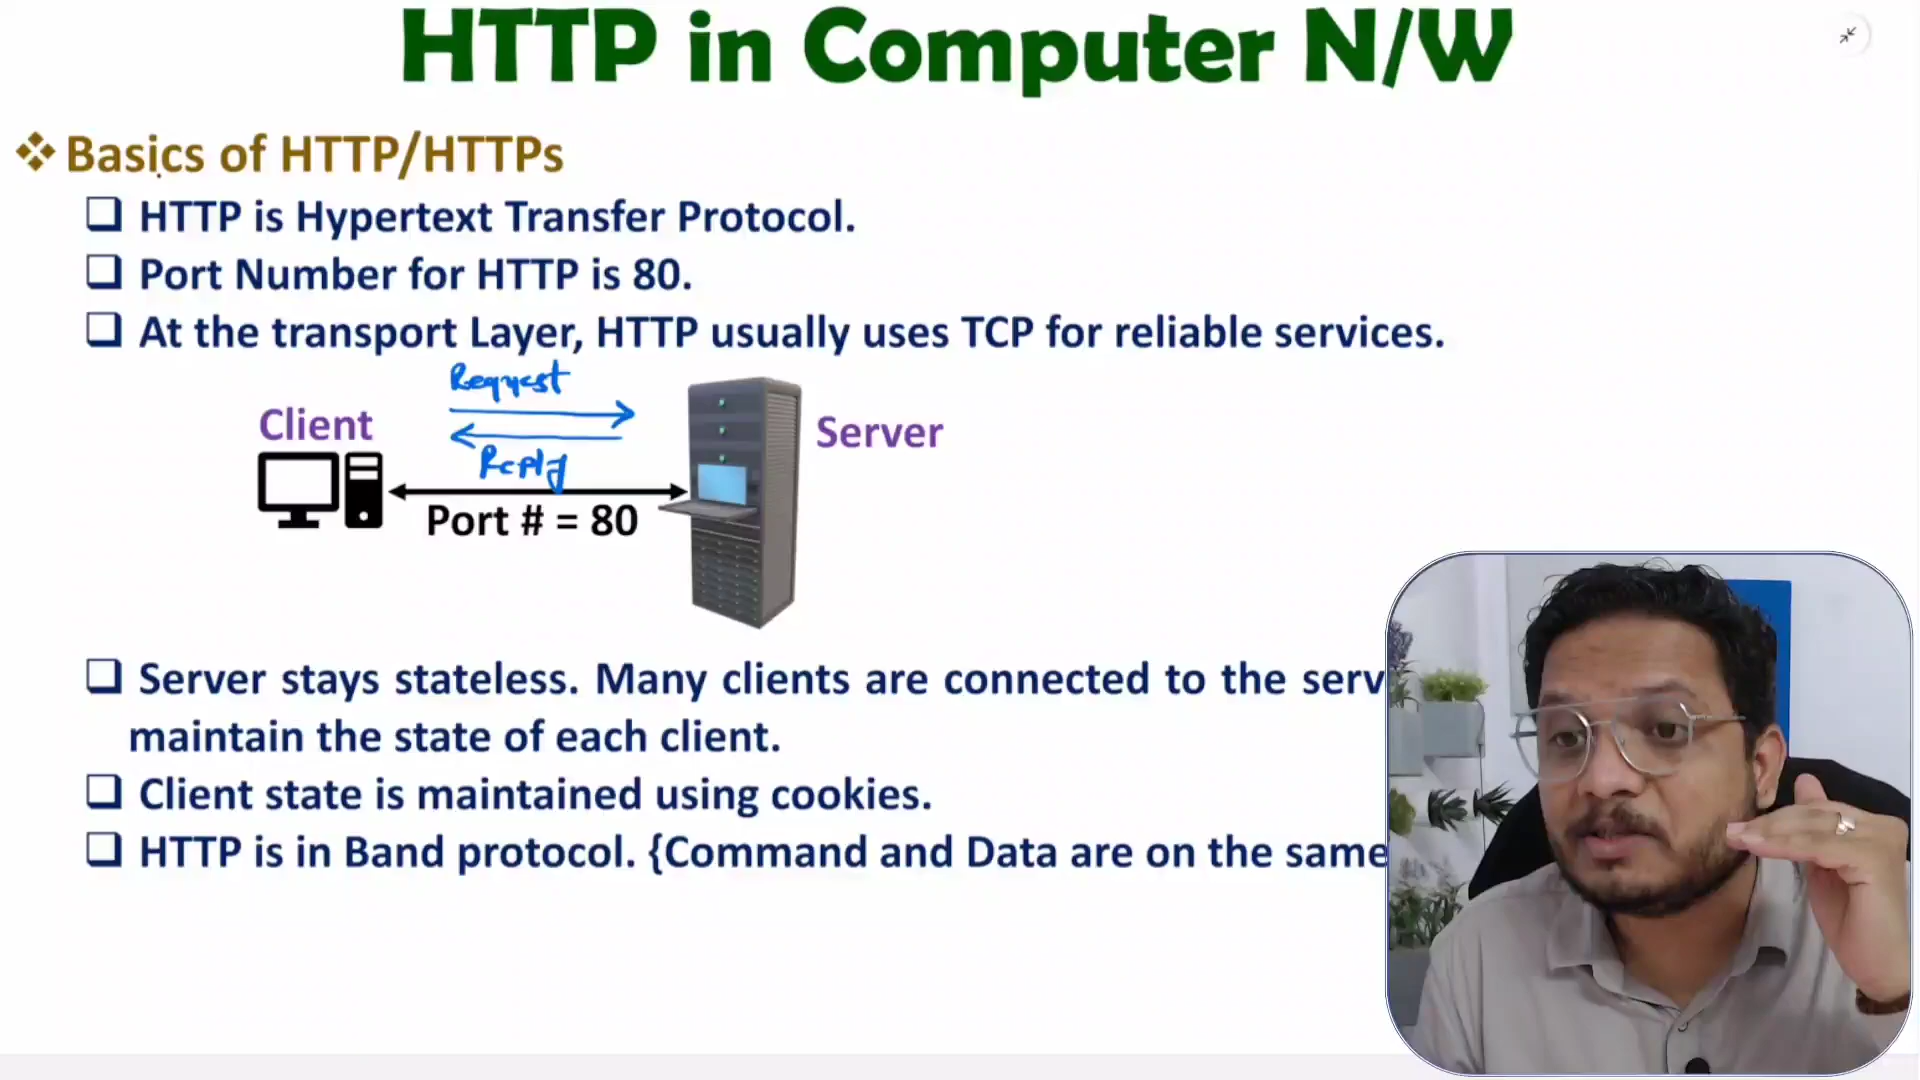 HTTP in Computer N/W
Basics of HTTP/HTTPs
HTTP is Hypertext Transfer Protocol.
Port Number for HTTP is 80.
At the transport Layer, HTTP usually uses TCP for reliable services.
Request
Client
Server
Reply
Port # = 80
Server stays stateless. Many clients are connected to the serv
maintain the state of each client.
Client state is maintained using cookies.
HTTP is in Band protocol. {Command and Data are on the same